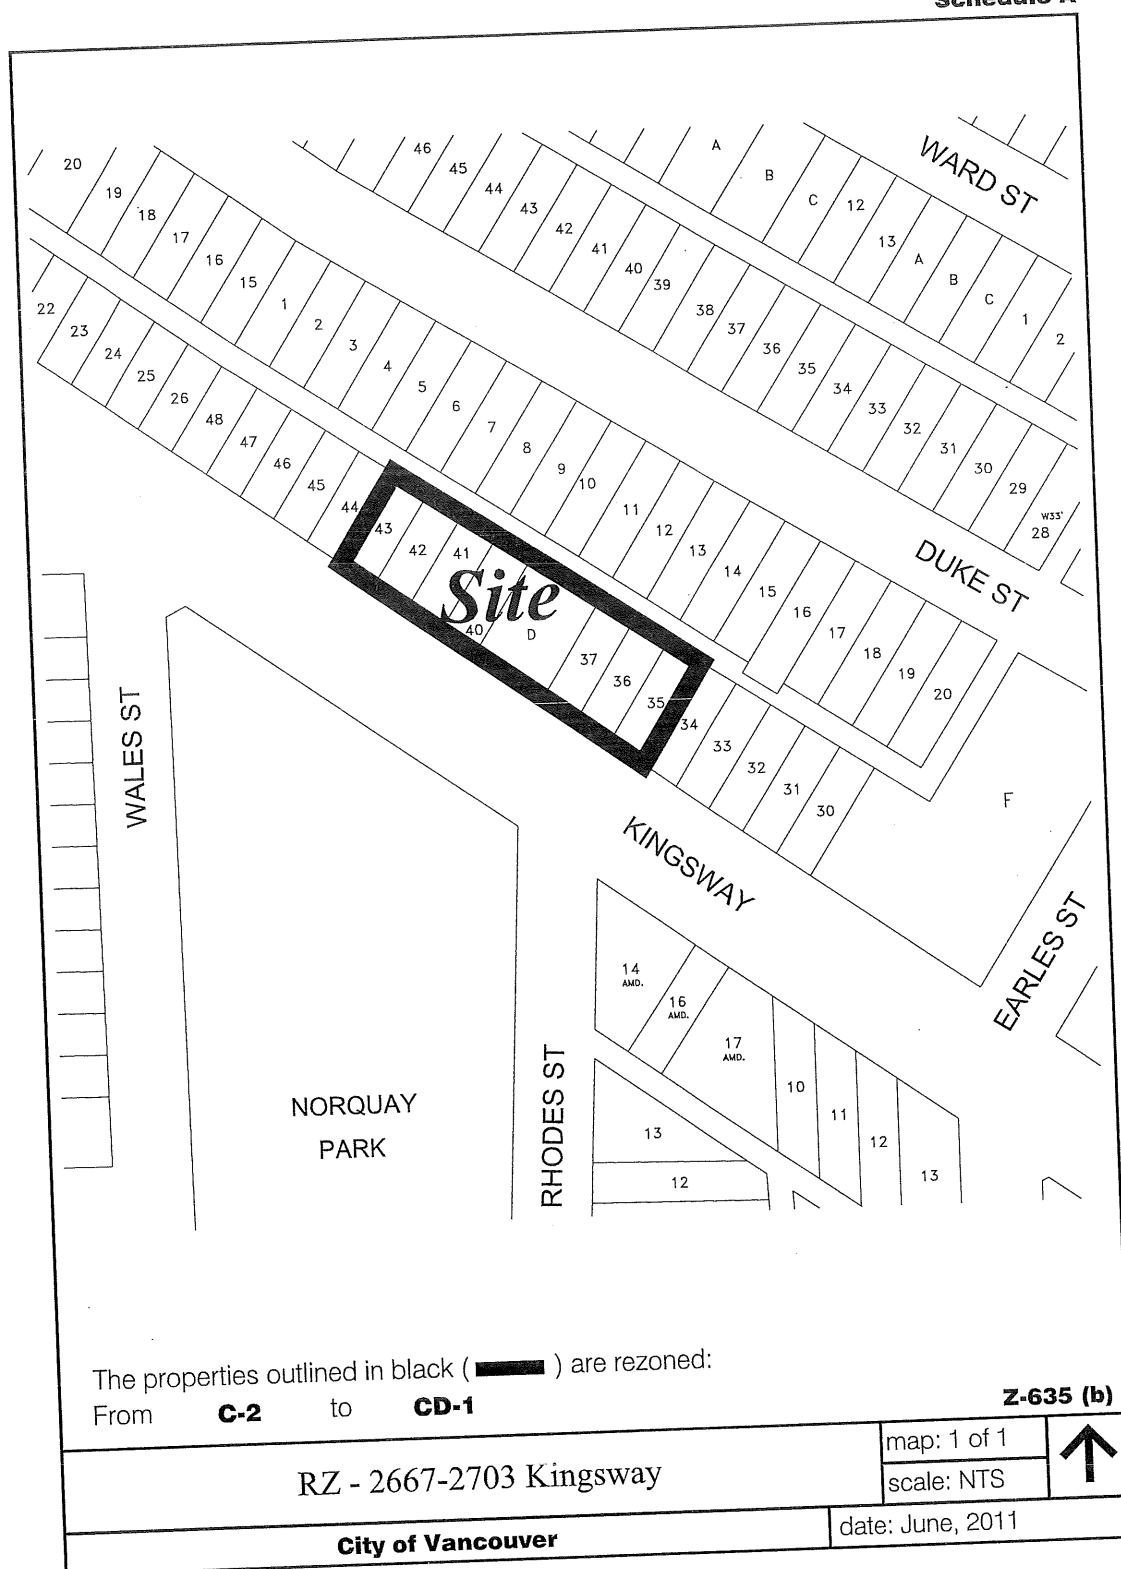 Schedule A
WARD ST
20
19
18
17
16
15
1
2
3
4
5
6
7
8
9
10
11
12
13
14
15
16
17
18
19
20
46
45
44
43
42
41
40
39
38
37
36
35
34
33
32
31
30
29
W33'
28
A
B
C
12
13
A
B
C
1
2
DUKE ST
22
23
24
25
26
48
47
46
45
44
43
42
41
40
D
37
36
35
34
33
32
31
30
F
Site
KINGSWAY
WALES ST
EARLES ST
RHODES ST
NORQUAY
PARK
14
AMD.
16
AMD.
17
AMD.
10
11
12
13
13
12
The properties outlined in black ( ) are rezoned:
From C-2 to CD-1
Z-635 (b)
RZ - 2667-2703 Kingsway
map: 1 of 1
scale: NTS
City of Vancouver
date: June, 2011